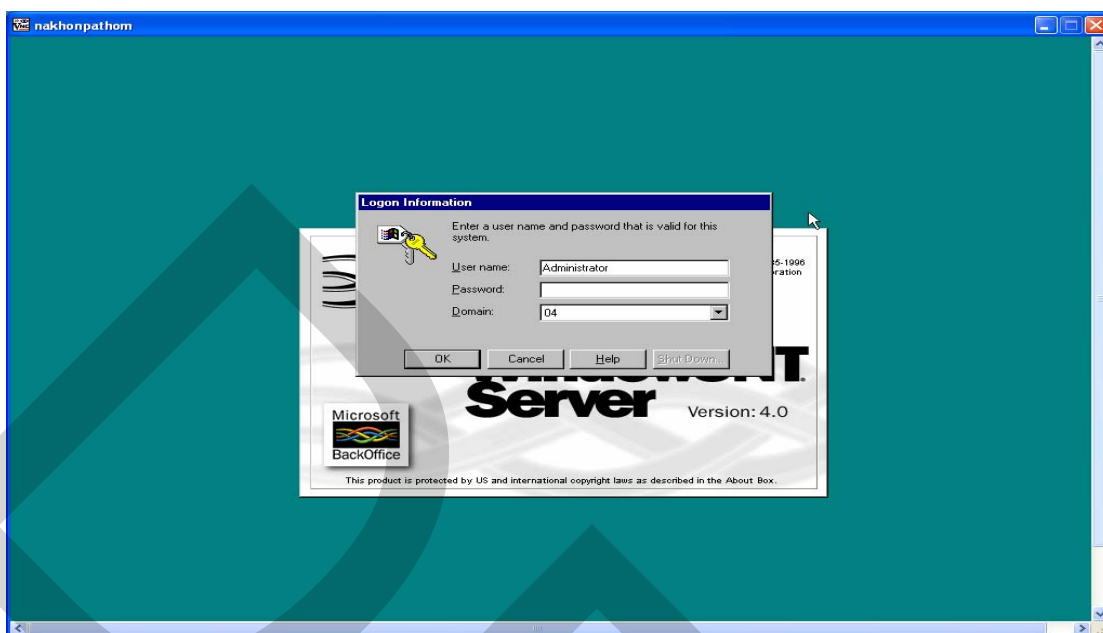 nakhonpathom
Logon Information
Enter a user name and password that is valid for this
system.
User name: Administrator
Password:
Domain: 04
OK Cancel Help Shut Down...
Server Version: 4.0
Microsoft
BackOffice
This product is protected by US and international copyright laws as described in the About Box.